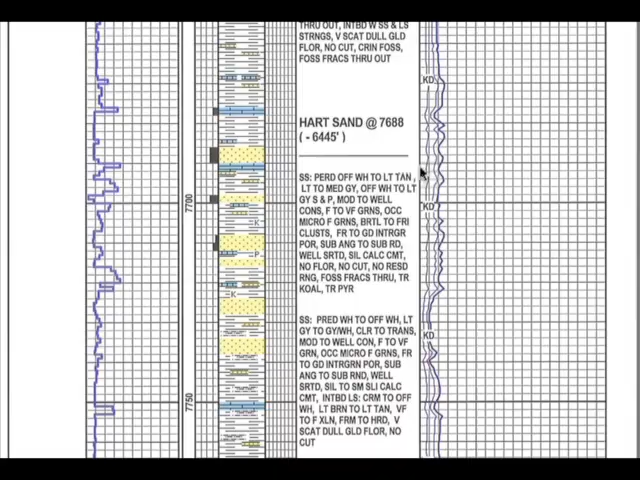 THRU OUT, INTBD W SS & LS
STRNGS, V SCAT DULL GLD
FLOR, NO CUT, CRIN FOSS,
FOSS FRACS THRU OUT
KD
HART SAND @ 7688
( - 6445' )
SS: PERD OFF WH TO LT TAN ,
LT TO MED GY, OFF WH TO LT
GY S & P, MOD TO WELL
CONS, F TO VF GRNS, OCC
MICRO F GRNS, BRTL TO FRI
CLUSTS, FR TO GD INTRGR
POR, SUB ANG TO SUB RD,
WELL SRTD, SIL CALC CMT,
NO FLOR, NO CUT, NO RESD
RNG, FOSS FRACS THRU, TR
KOAL, TR PYR
7700
KD
K
P
K
SS: PRED WH TO OFF WH, LT
GY TO GY/WH, CLR TO TRANS,
MOD TO WELL CON, F TO VF
GRN, OCC MICRO F GRNS, FR
TO GD INTRGRN POR, SUB
ANG TO SUB RND, WELL
SRTD, SIL TO SM SLI CALC
CMT, INTBD LS: CRM TO OFF
WH, LT BRN TO LT TAN, VF
TO F XLN, FRM TO HRD, V
SCAT DULL GLD FLOR, NO
CUT
KD
7750